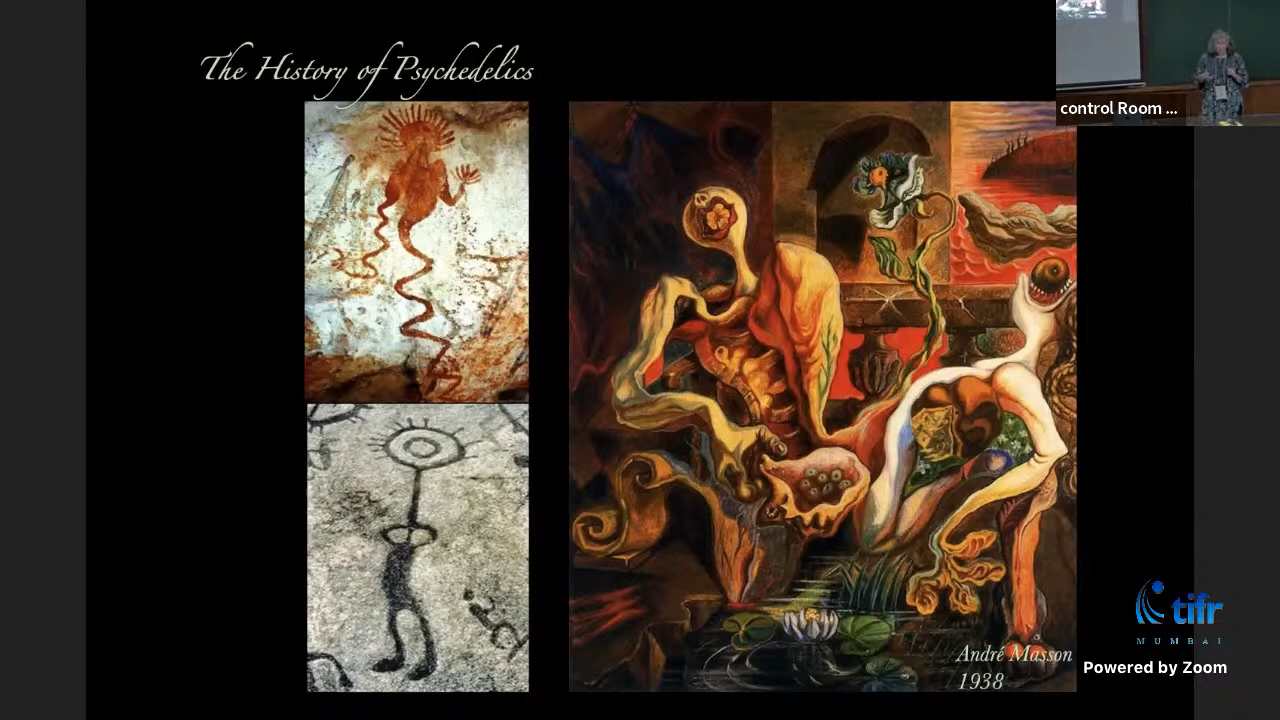 The History of Psychedelics
control Room ...
André Masson
1938
tifr
MUMBAI
Powered by Zoom